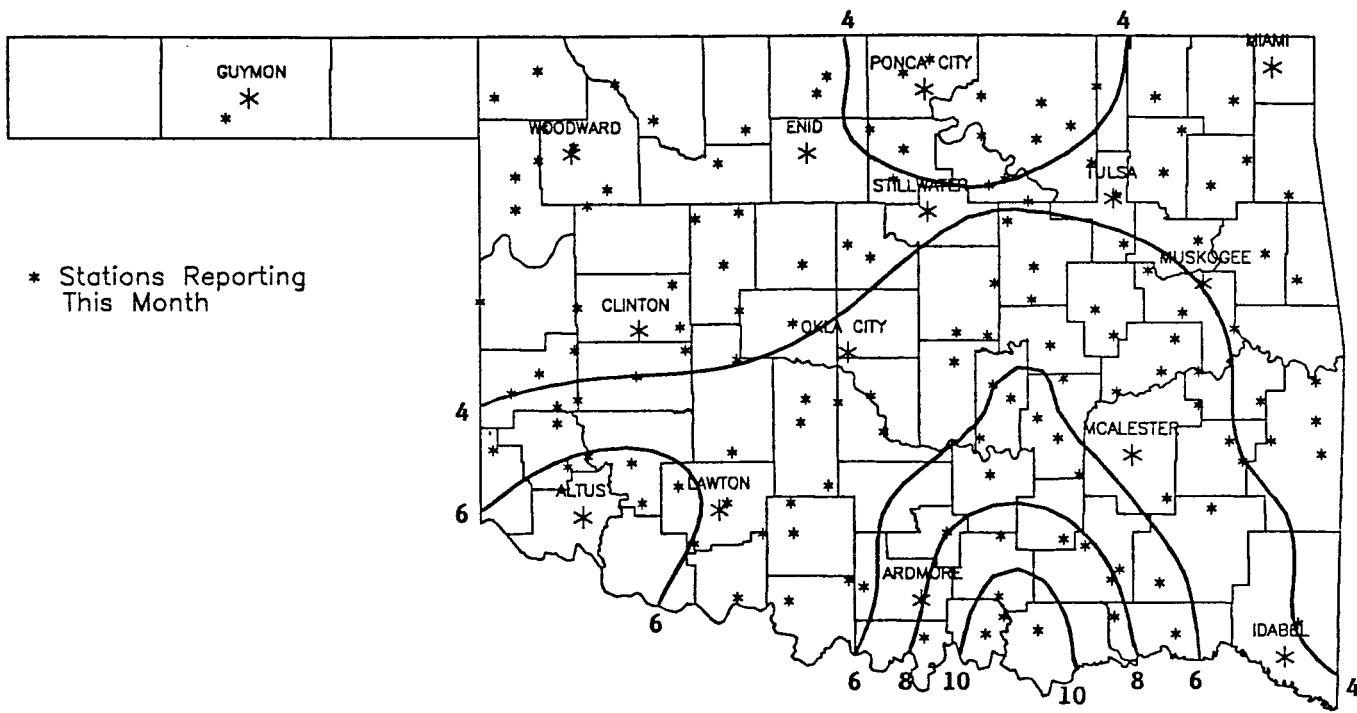 4 4
MIAMI
PONCA CITY
GUYMON
WOODWARD ENID
TULSA
STILLWATER
MUSKOGEE
* Stations Reporting
This Month
CLINTON
OKLA CITY
4
MCALESTER
LAWTON
ALTUS
6
ARDMORE
6
IDABEL
6 8 10 10 8 6 4